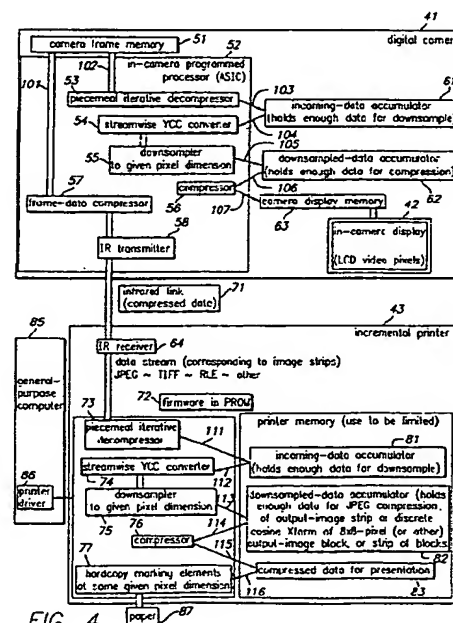 41
digital camera
camera frame memory
51
52
in-camera programmed
processor (ASIC)
101
102
53
103
61
piecemeal iterative decompressor
incoming-data accumulator
(holds enough data for downsample)
54
streamwise YCC converter
104
105
55
downsampler
to given pixel dimension
downsampled-data accumulator
(holds enough data for compression)
57
compressor
106
56
107
62
frame-data compressor
camera display memory
63
42
58
IR transmitter
in-camera display
(LCD video pixels)
infrared link
(compressed data)
71
85
43
incremental printer
IR receiver
64
general-
purpose
computer
data stream (corresponding to image strips)
JPEG ~ TIFF ~ RLE ~ other
72
firmware in PROM
73
printer memory (use to be limited)
piecemeal iterative
decompressor
111
81
incoming-data accumulator
(holds enough data for downsample)
streamwise YCC converter
112
86
printer
driver
74
downsampler
to given pixel dimension
113
75
76
114
downsampled-data accumulator (holds
enough data for JPEG compression,
of output-image strip or discrete
cosine Xform of 8x8-pixel (or other)
output-image block, or strip of blocks
77
compressor
115
82
hardcopy marking elements
at some given pixel dimension
compressed data for presentation
116
83
FIG. 4
paper
87